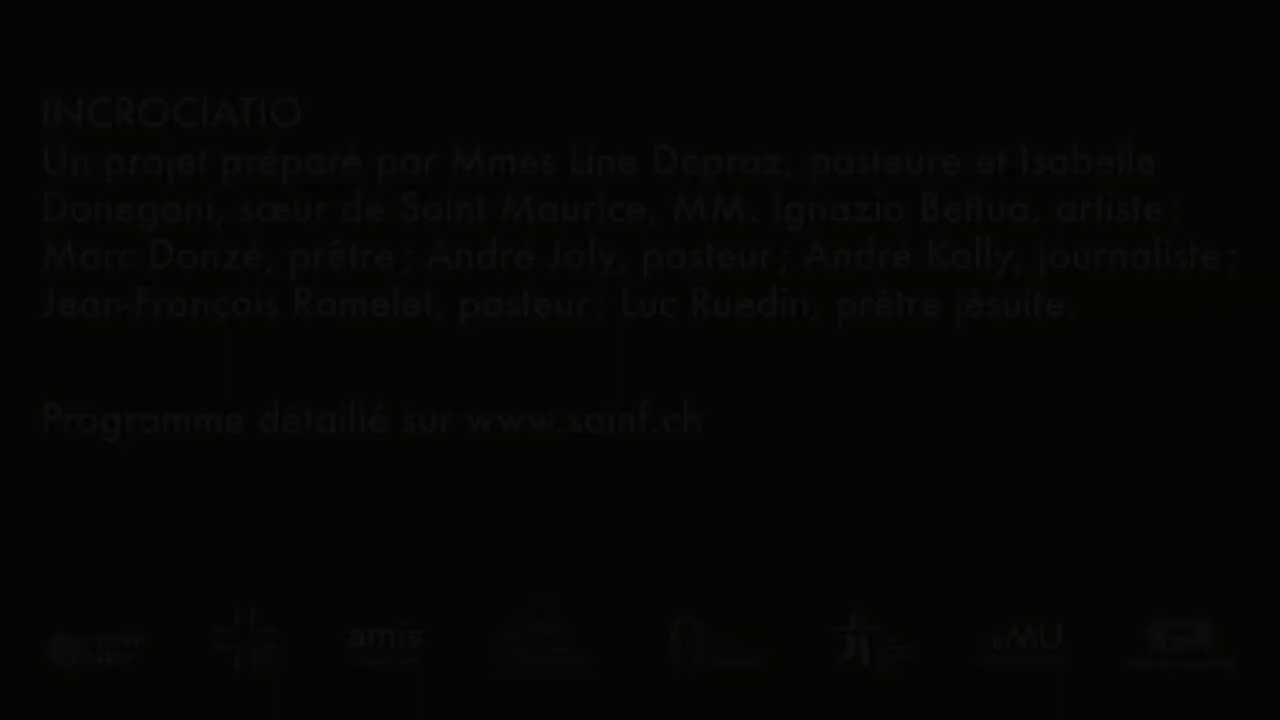 INCROCIATIO
Un projet préparé par Mmes Line Dépraz, pasteure et Isabelle
Donegani, sœur de Saint Maurice, MM. Ignazio Bettua, artiste;
Marc Donzé, prêtre; André Joly, pasteur; André Kolly, journaliste;
Jean-François Ramelet, pasteur; Luc Ruedin, prêtre jésuite.
Programme détaillé sur www.sainf.ch
amis
MU